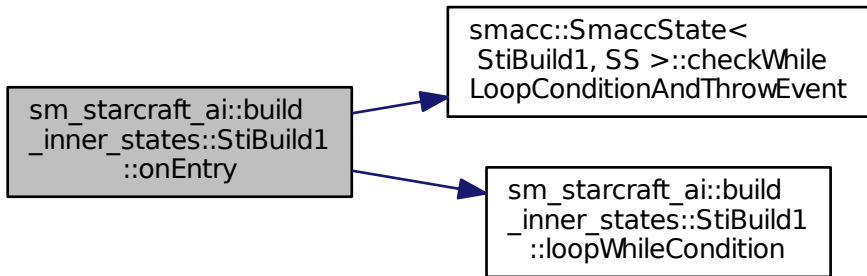 sm_starcraft_ai::build
_inner_states::StiBuild1
::onEntry
smacc::SmaccState<
StiBuild1, SS >::checkWhile
LoopConditionAndThrowEvent
sm_starcraft_ai::build
_inner_states::StiBuild1
::loopWhileCondition